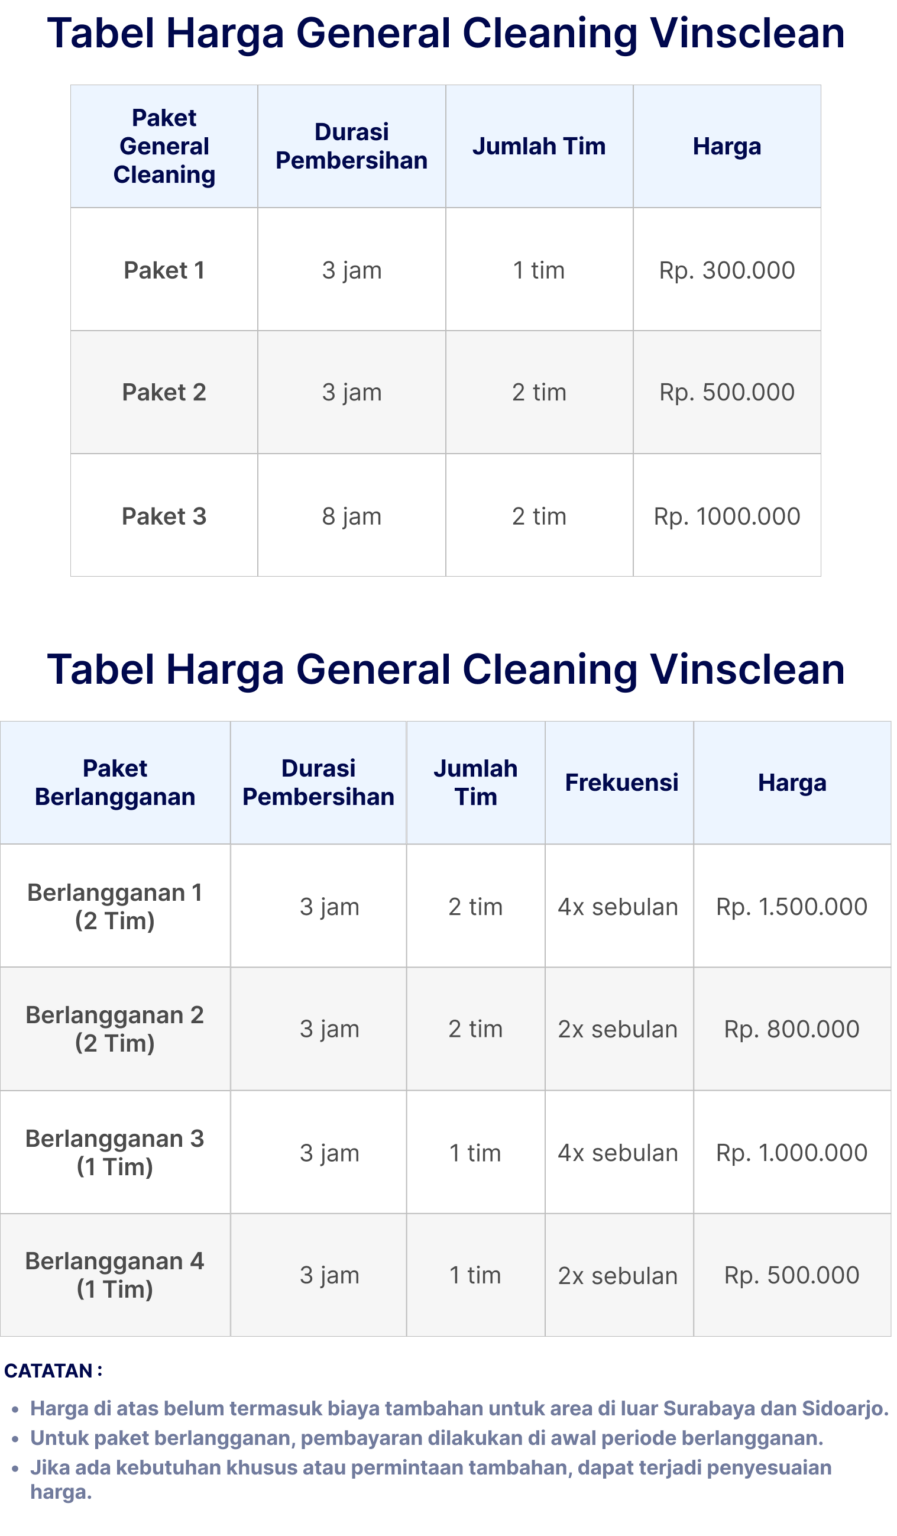 Tabel Harga General Cleaning Vinsclean
Paket
General
Cleaning
Durasi
Pembersihan
Jumlah Tim
Harga
Paket 1
3 jam
1 tim
Rp. 300.000
Paket 2
3 jam
2 tim
Rp. 500.000
Paket 3
8 jam
2 tim
Rp. 1000.000
Tabel Harga General Cleaning Vinsclean
Paket
Berlangganan
Durasi
Pembersihan
Jumlah
Tim
Frekuensi
Harga
Berlangganan 1
(2 Tim)
3 jam
2 tim
4x sebulan
Rp. 1.500.000
Berlangganan 2
(2 Tim)
3 jam
2 tim
2x sebulan
Rp. 800.000
Berlangganan 3
(1 Tim)
3 jam
1 tim
4x sebulan
Rp. 1.000.000
Berlangganan 4
(1 Tim)
3 jam
1 tim
2x sebulan
Rp. 500.000
CATATAN :
• Harga di atas belum termasuk biaya tambahan untuk area di luar Surabaya dan Sidoarjo.
• Untuk paket berlangganan, pembayaran dilakukan di awal periode berlangganan.
• Jika ada kebutuhan khusus atau permintaan tambahan, dapat terjadi penyesuaian
harga.